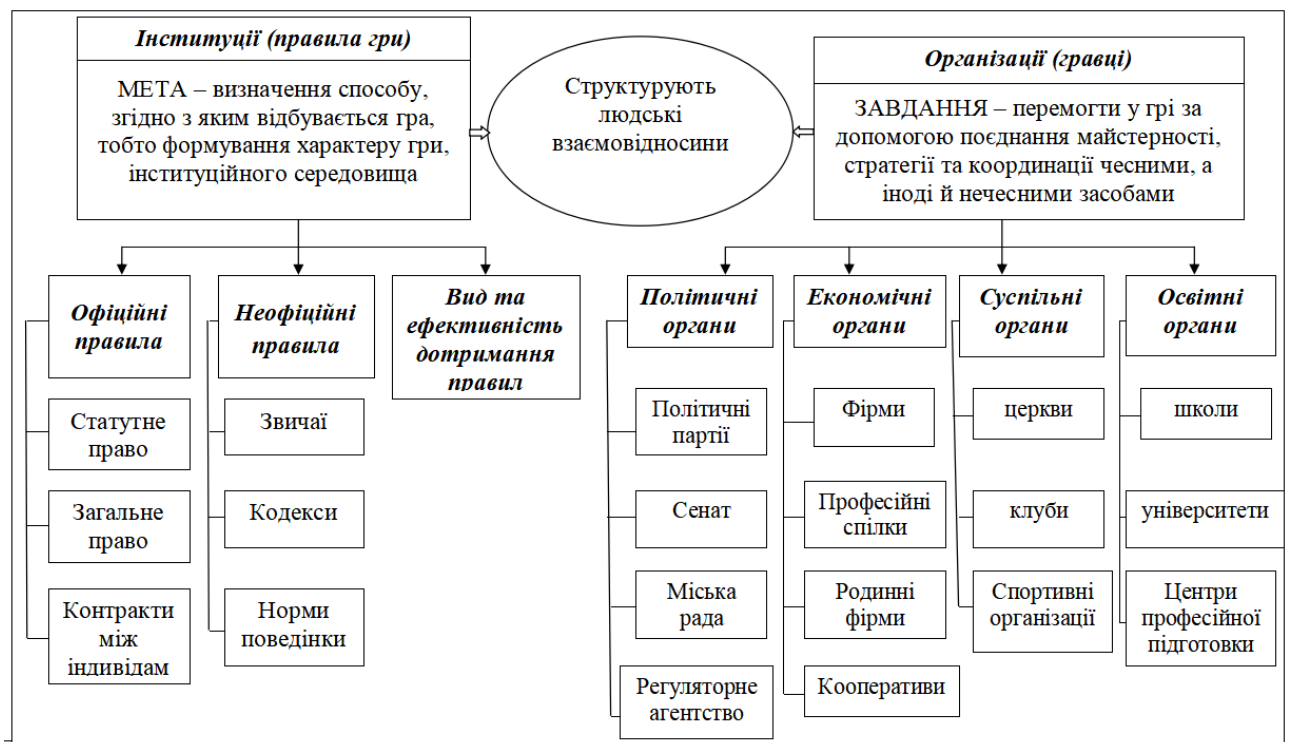 Інституції (правила гри)
МЕТА – визначення способу,
згідно з яким відбувається гра,
тобто формування характеру гри,
інституційного середовища
Структурують
людські
взаємовідносини
Організації (гравці)
ЗАВДАННЯ – перемогти у грі за
допомогою поєднання майстерності,
стратегії та координації чесними, а
іноді й нечесними засобами
Офіційні
правила
Статутне
право
Загальне
право
Контракти
між
індивідам
Неофіційні
правила
Звичаї
Кодекси
Норми
поведінки
Вид та
ефективність
дотримання
правил
Політичні
органи
Політичні
партії
Сенат
Міська
рада
Регуляторне
агентство
Економічні
органи
Фірми
Професійні
спілки
Родинні
фірми
Кооперативи
Суспільні
органи
церкви
клуби
Спортивні
організації
Освітні
органи
школи
університети
Центри
професійної
підготовки